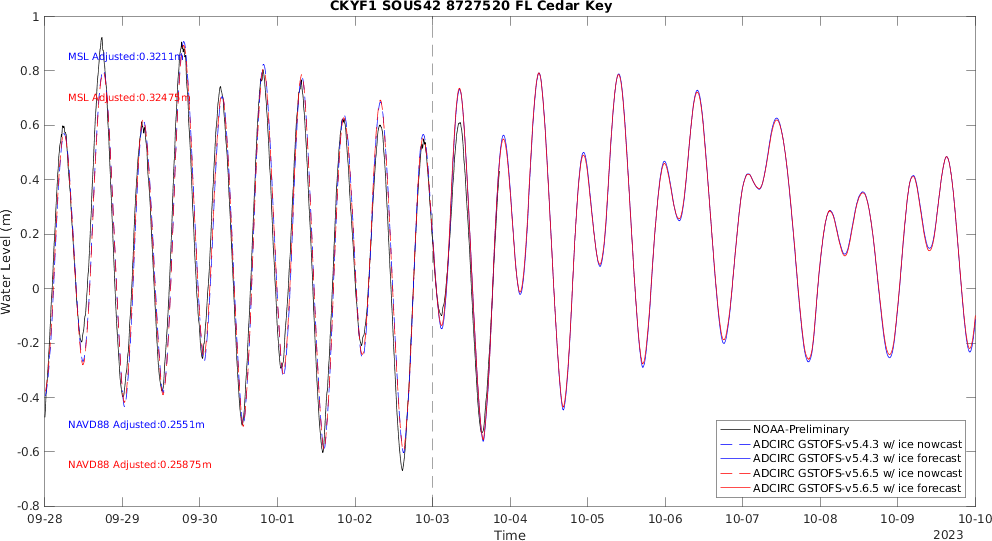 CKYF1 SOUS42 8727520 FL Cedar Key
Water Level (m)
1
0.8
0.6
0.4
0.2
0
-0.2
-0.4
-0.6
-0.8
MSL Adjusted:0.3211m
MSL Adjusted:0.32475m
NAVD88 Adjusted:0.2551m
NAVD88 Adjusted:0.25875m
NOAA-Preliminary
ADCIRC GSTOFS-v5.4.3 w/ ice nowcast
ADCIRC GSTOFS-v5.4.3 w/ ice forecast
ADCIRC GSTOFS-v5.6.5 w/ ice nowcast
ADCIRC GSTOFS-v5.6.5 w/ ice forecast
09-28 09-29 09-30 10-01 10-02 10-03 10-04 10-05 10-06 10-07 10-08 10-09 10-10
Time
2023